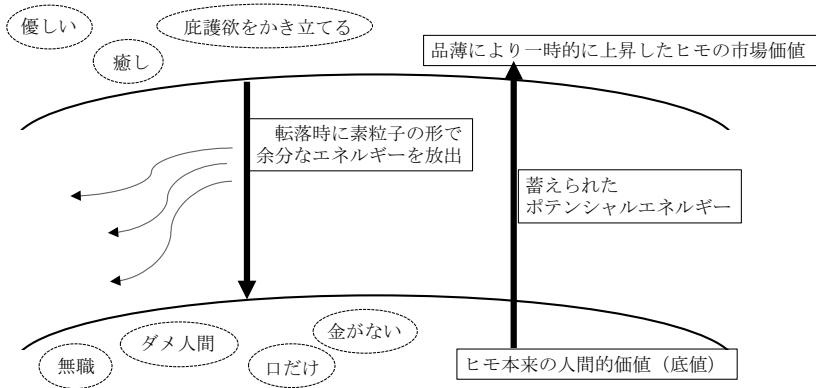 優しい
庇護欲をかき立てる
癒し
品薄により一時的に上昇したヒモの市場価値
転落時に素粒子の形で
余分なエネルギーを放出
蓄えられた
ポテンシャルエネルギー
金がない
ダメ人間
無職
口だけ
ヒモ本来の人間的価値（底値）